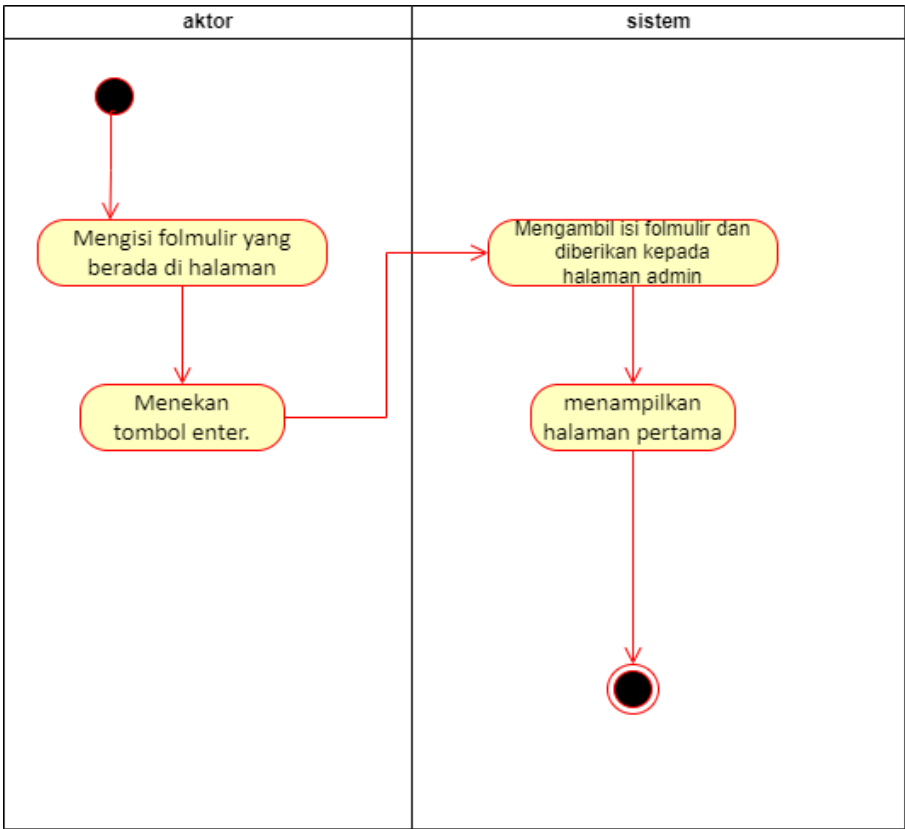 aktor
sistem
Mengisi folmulir yang
berada di halaman
Menekan
tombol enter.
Mengambil isi folmulir dan
diberikan kepada
halaman admin
menampilkan
halaman pertama